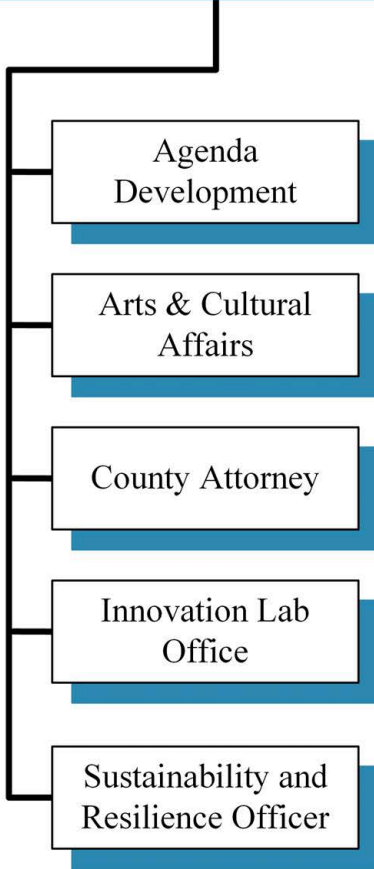 Agenda
Development
Arts & Cultural
Affairs
County Attorney
Innovation Lab
Office
Sustainability and
Resilience Officer